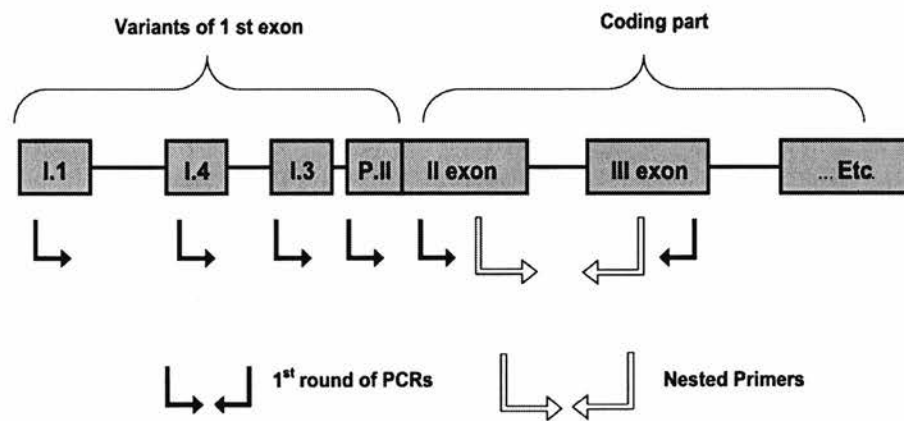 Variants of 1 st exon
Coding part
I.1 I.4 I.3 P.II II exon III exon ... Etc.
1st round of PCRs
Nested Primers